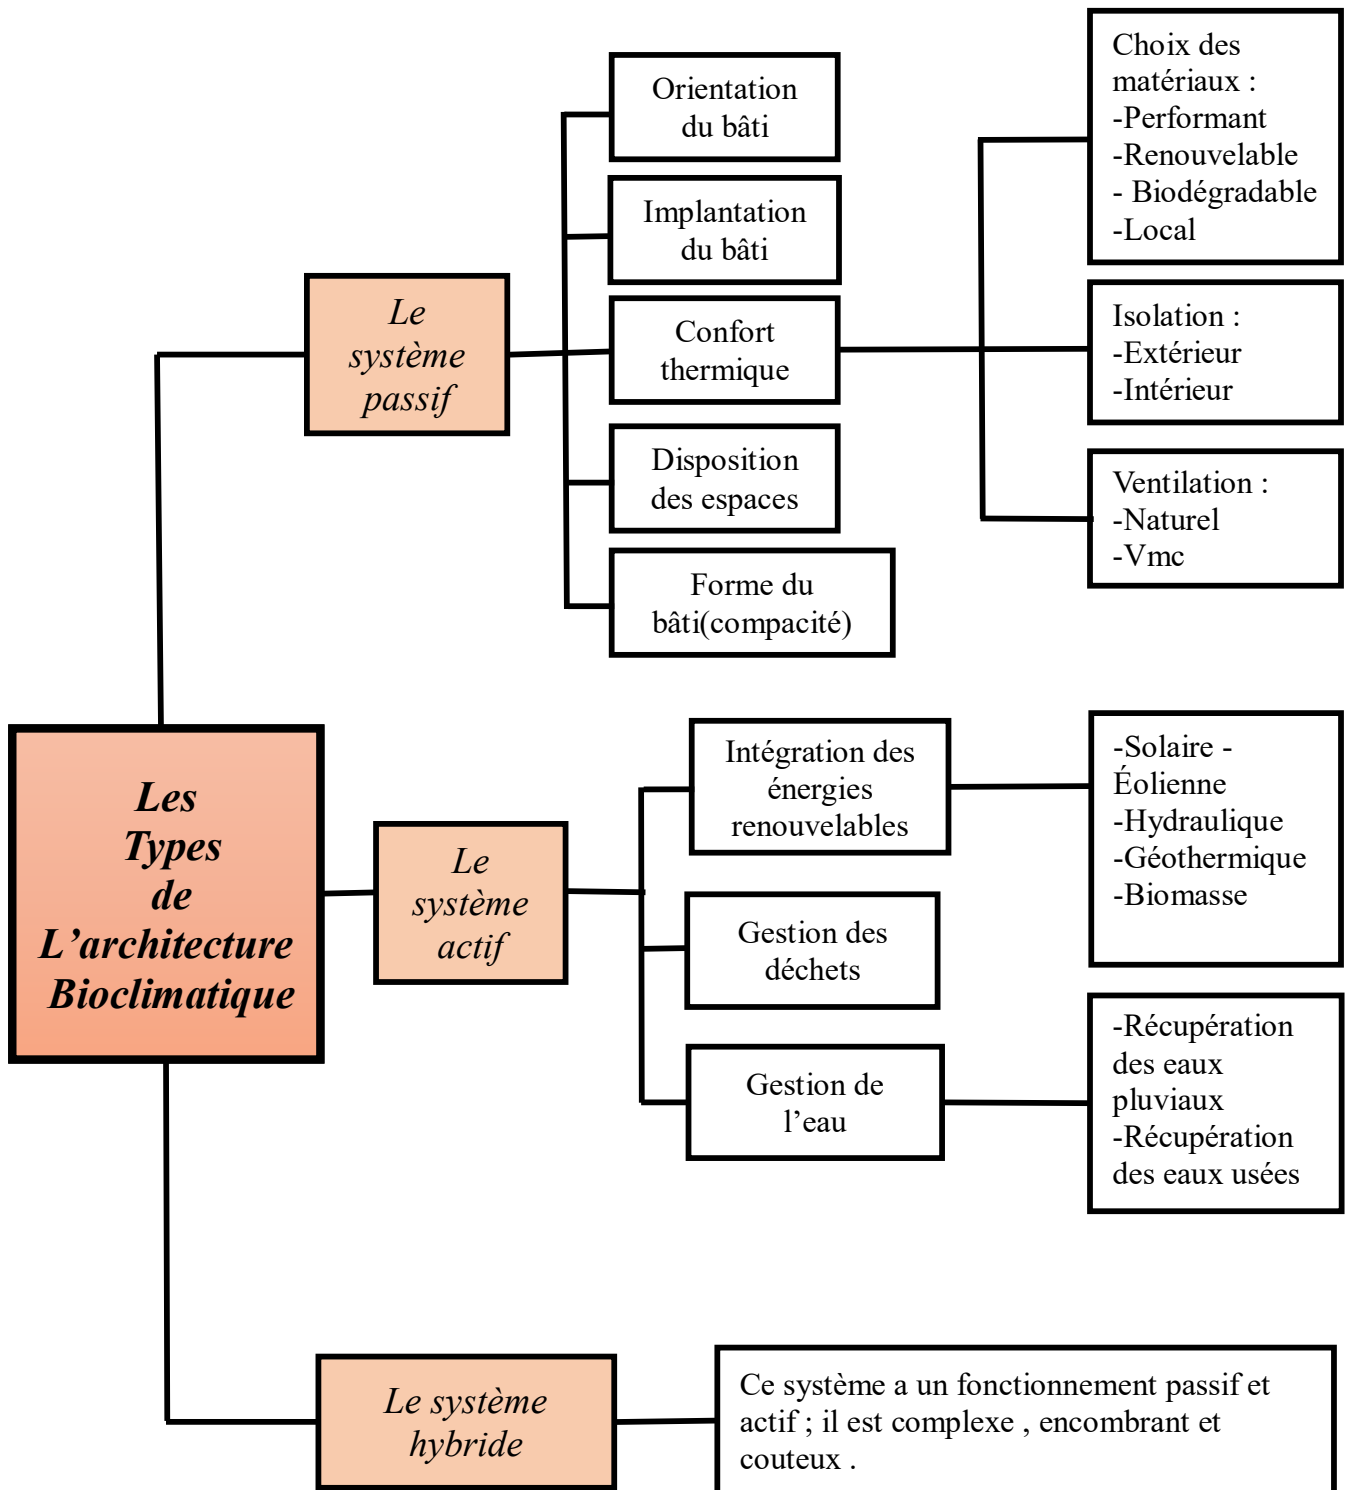 Les
Types
de
L’architecture
Bioclimatique
Le
système
passif
Orientation
du bâti
Implantation
du bâti
Confort
thermique
Disposition
des espaces
Forme du
bâti(compacité)
Choix des
matériaux :
-Performant
-Renouvelable
- Biodégradable
-Local
Isolation :
-Extérieur
-Intérieur
Ventilation :
-Naturel
-Vmc
Le
système
actif
Intégration des
énergies
renouvelables
-Solaire -
Éolienne
-Hydraulique
-Géothermique
-Biomasse
Gestion des
déchets
Gestion de
l’eau
-Récupération
des eaux
pluviaux
-Récupération
des eaux usées
Le système
hybride
Ce système a un fonctionnement passif et
actif ; il est complexe , encombrant et
couteux .